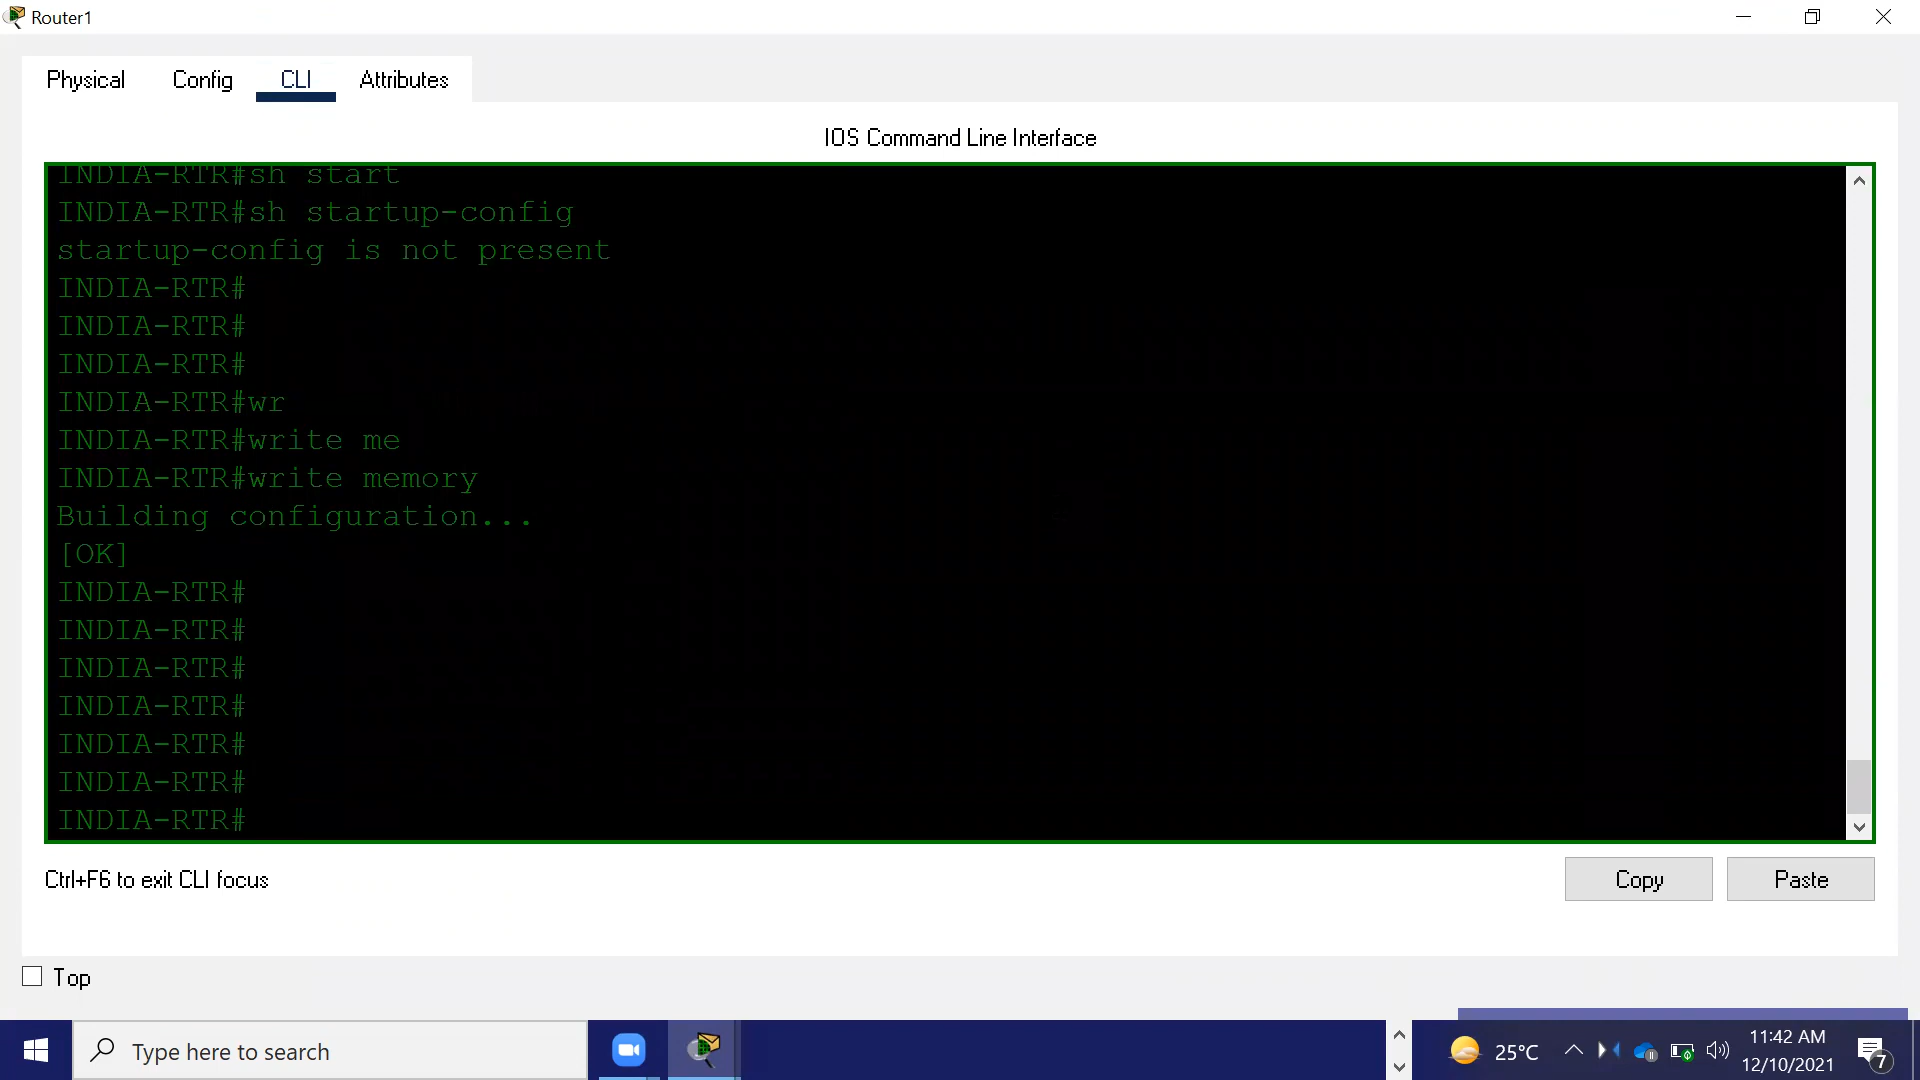 Router1
Physical Config CLI Attributes
IOS Command Line Interface
INDIA-RTR#sh start
INDIA-RTR#sh startup-config
startup-config is not present
INDIA-RTR#
INDIA-RTR#
INDIA-RTR#
INDIA-RTR#wr
INDIA-RTR#write me
INDIA-RTR#write memory
Building configuration...
[OK]
INDIA-RTR#
INDIA-RTR#
INDIA-RTR#
INDIA-RTR#
INDIA-RTR#
INDIA-RTR#
INDIA-RTR#
Ctrl+F6 to exit CLI focus
Copy Paste
Top
Type here to search
25°C
11:42 AM
12/10/2021
7